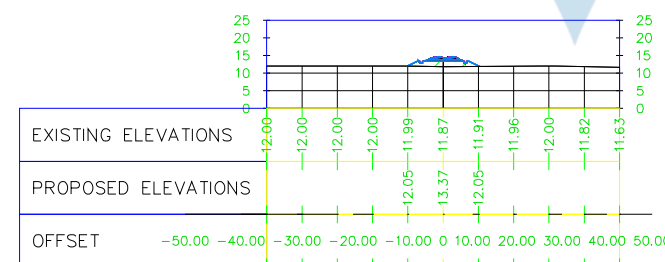 25 25
20 20
15 15
10 10
5 5
0 0
EXISTING ELEVATIONS 12.00 12.00 12.00 12.00 11.99 11.87 11.91 11.96 12.00 11.82 11.63
PROPOSED ELEVATIONS 12.05 13.37 12.05
OFFSET -50.00 -40.00 -30.00 -20.00 -10.00 0 10.00 20.00 30.00 40.00 50.00